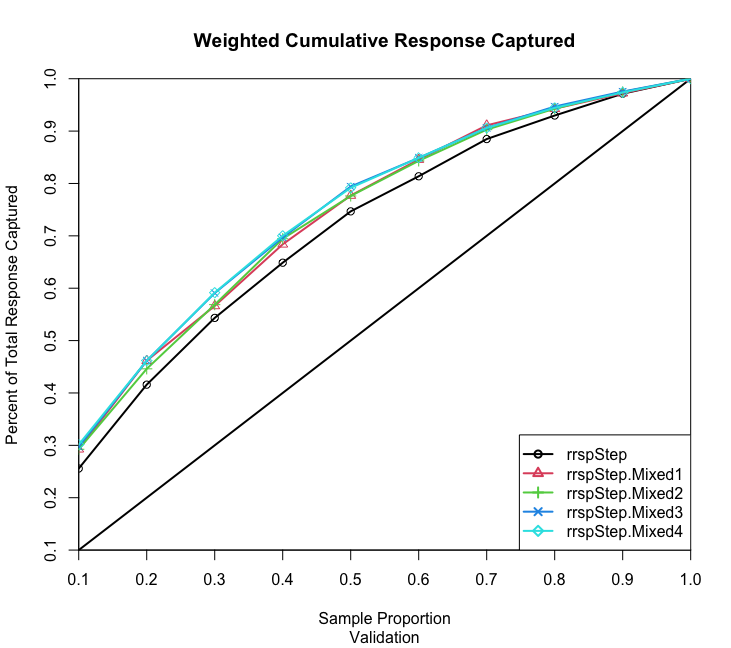 Weighted Cumulative Response Captured
Percent of Total Response Captured
1.0
0.9
0.8
0.7
0.6
0.5
0.4
0.3
0.2
0.1
rrspStep
rrspStep.Mixed1
rrspStep.Mixed2
rrspStep.Mixed3
rrspStep.Mixed4
0.1 0.2 0.3 0.4 0.5 0.6 0.7 0.8 0.9 1.0
Sample Proportion
Validation